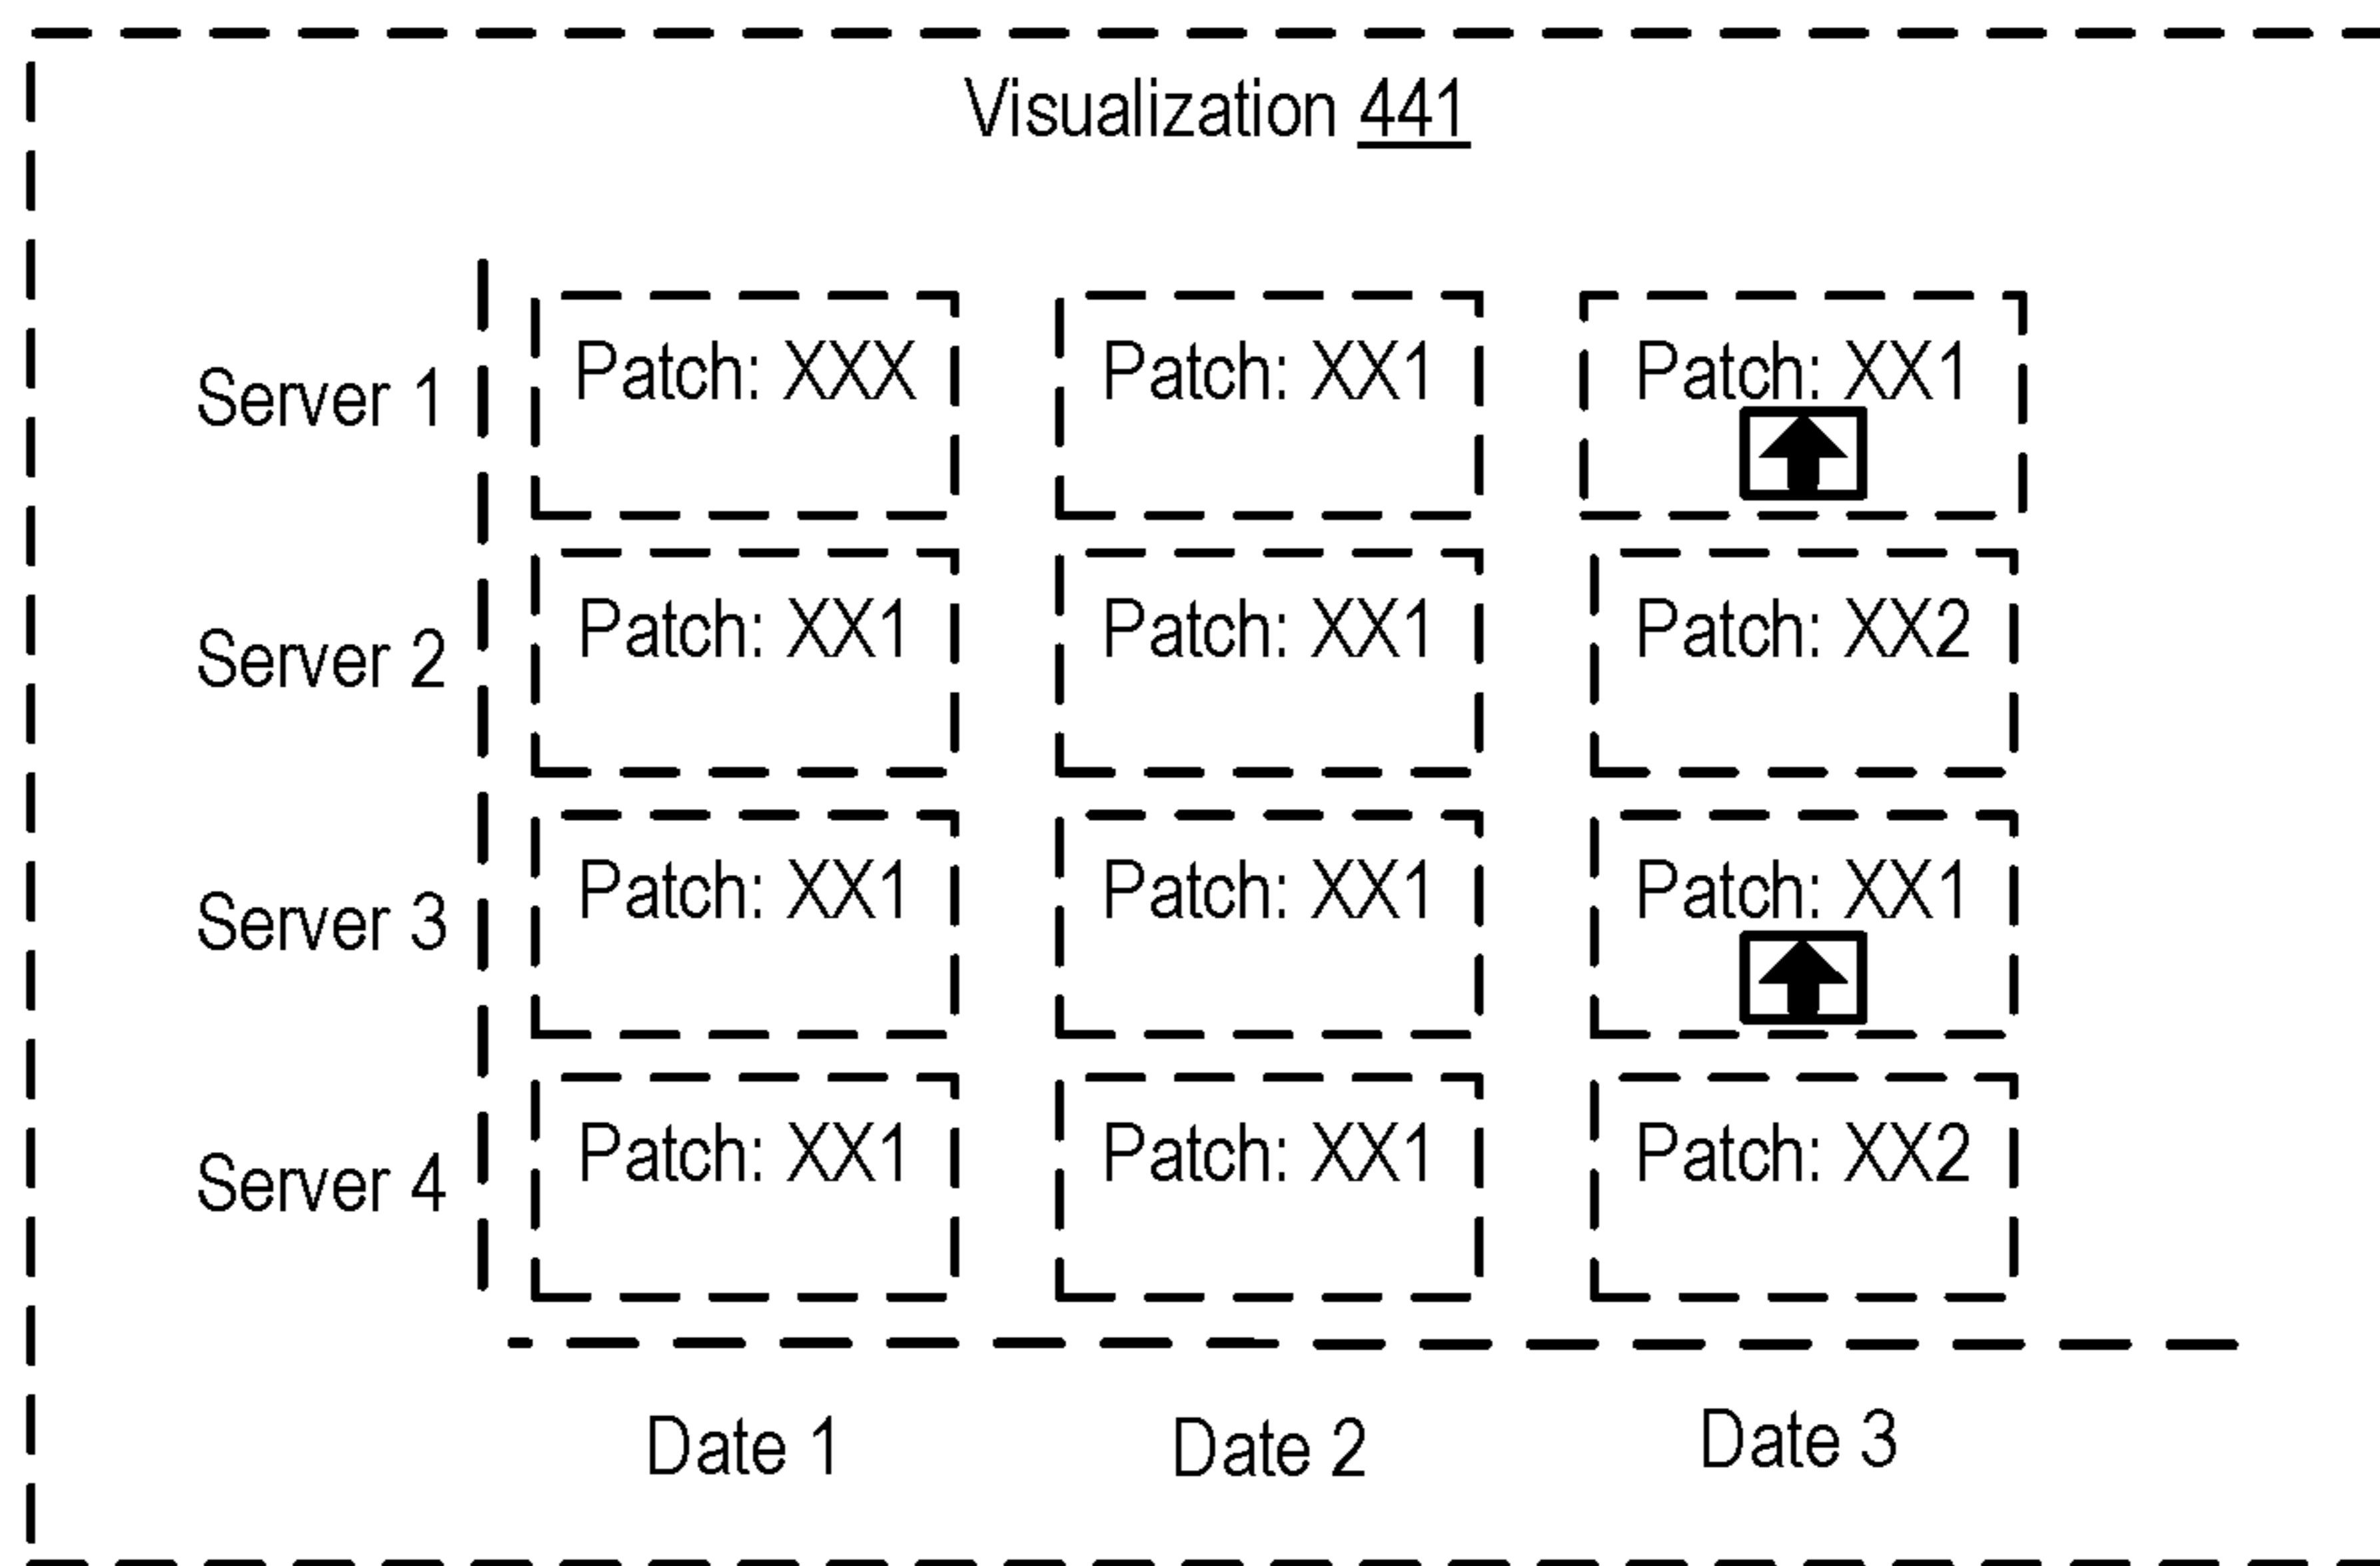 Visualization 441
Server 1 Patch: XXX Patch: XX1 Patch: XX1
Server 2 Patch: XX1 Patch: XX1 Patch: XX2
Server 3 Patch: XX1 Patch: XX1 Patch: XX1
Server 4 Patch: XX1 Patch: XX1 Patch: XX2
Date 1 Date 2 Date 3